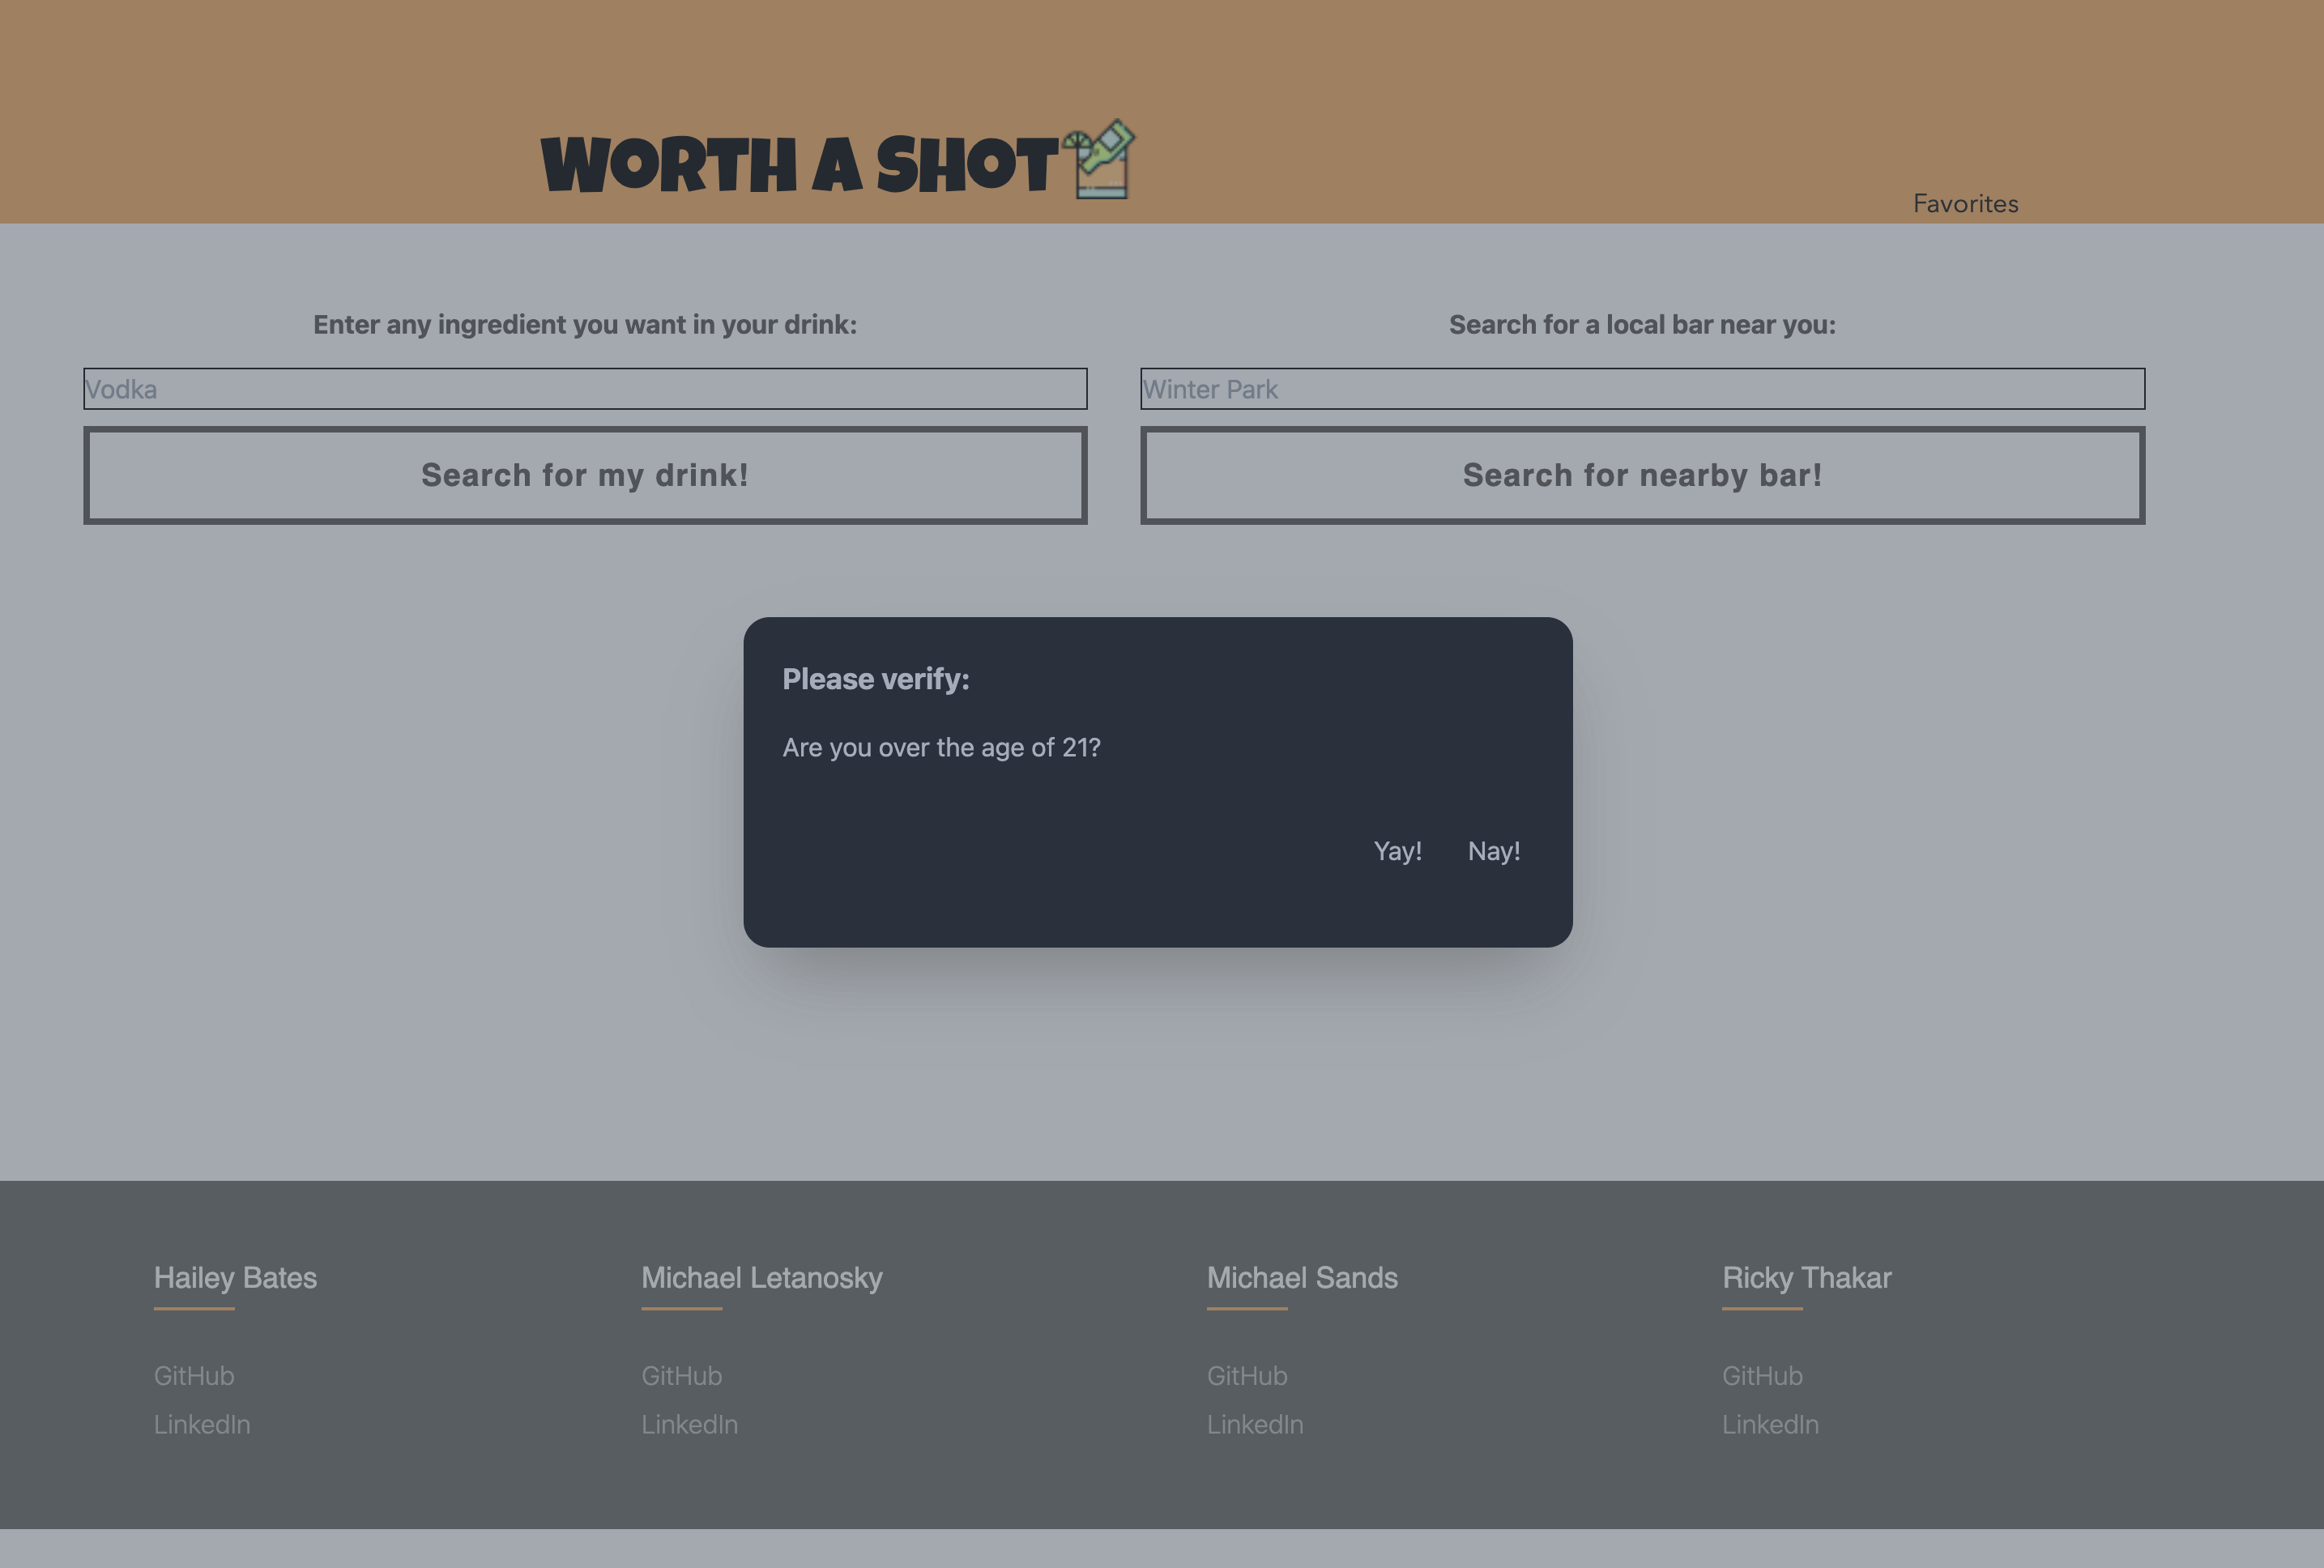 WORTH A SHOT
Favorites
Enter any ingredient you want in your drink:
Vodka
Search for my drink!
Search for a local bar near you:
Winter Park
Search for nearby bar!
Please verify:
Are you over the age of 21?
Yay! Nay!
Hailey Bates
GitHub
LinkedIn
Michael Letanosky
GitHub
LinkedIn
Michael Sands
GitHub
LinkedIn
Ricky Thakar
GitHub
LinkedIn